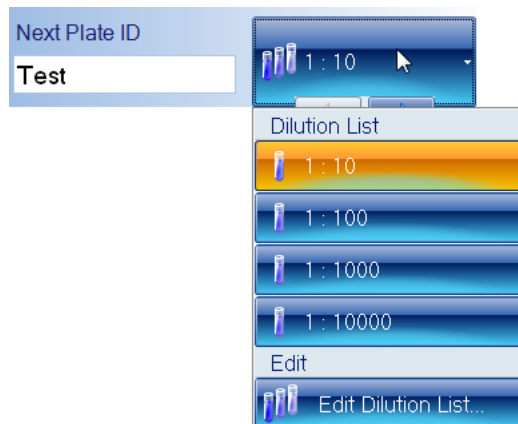 Next Plate ID
Test
1 : 10
Dilution List
1 : 10
1 : 100
1 : 1000
1 : 10000
Edit
Edit Dilution List...